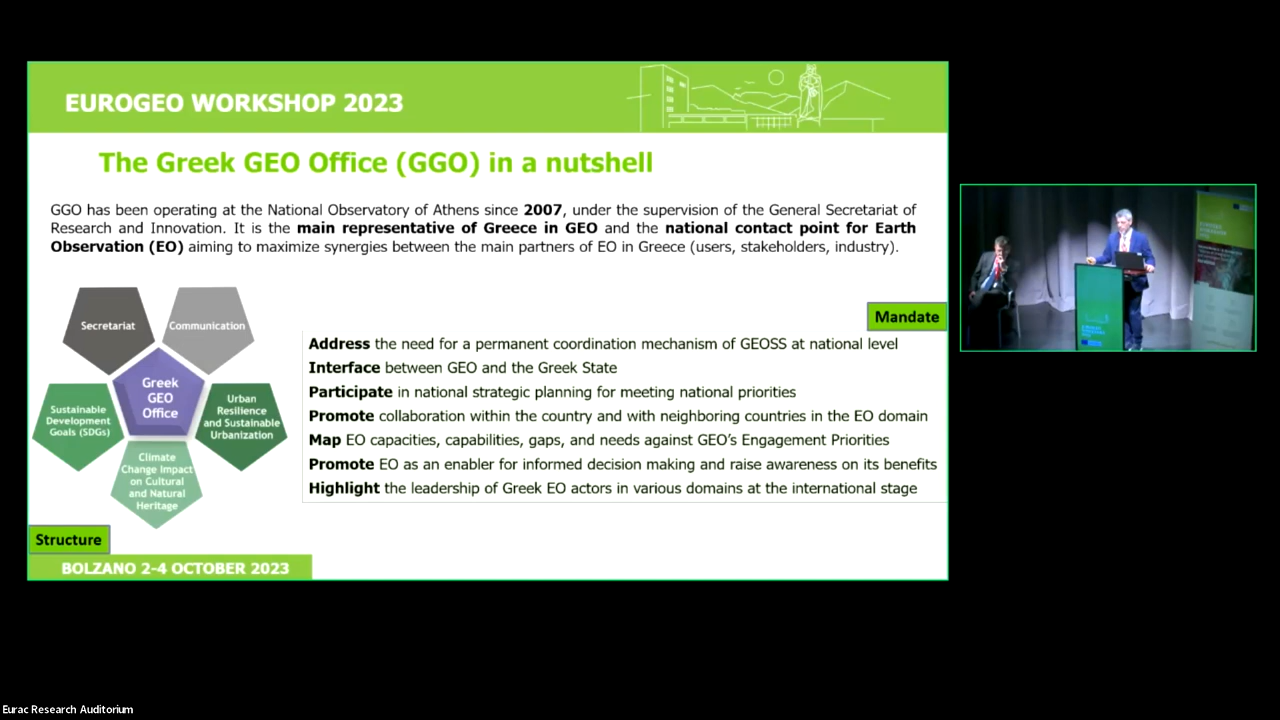 EUROGEO WORKSHOP 2023
The Greek GEO Office (GGO) in a nutshell
GGO has been operating at the National Observatory of Athens since 2007, under the supervision of the General Secretariat of
Research and Innovation. It is the main representative of Greece in GEO and the national contact point for Earth
Observation (EO) aiming to maximize synergies between the main partners of EO in Greece (users, stakeholders, industry).
Secretariat
Communication
Greek
GEO
Office
Sustainable
Development
Goals (SDGs)
Urban
Resilience
and Sustainable
Urbanization
Climate
Change Impact
on Cultural
and Natural
Heritage
Structure
Mandate
Address the need for a permanent coordination mechanism of GEOSS at national level
Interface between GEO and the Greek State
Participate in national strategic planning for meeting national priorities
Promote collaboration within the country and with neighboring countries in the EO domain
Map EO capacities, capabilities, gaps, and needs against GEO's Engagement Priorities
Promote EO as an enabler for informed decision making and raise awareness on its benefits
Highlight the leadership of Greek EO actors in various domains at the international stage
BOLZANO 2-4 OCTOBER 2023
Eurac Research Auditorium